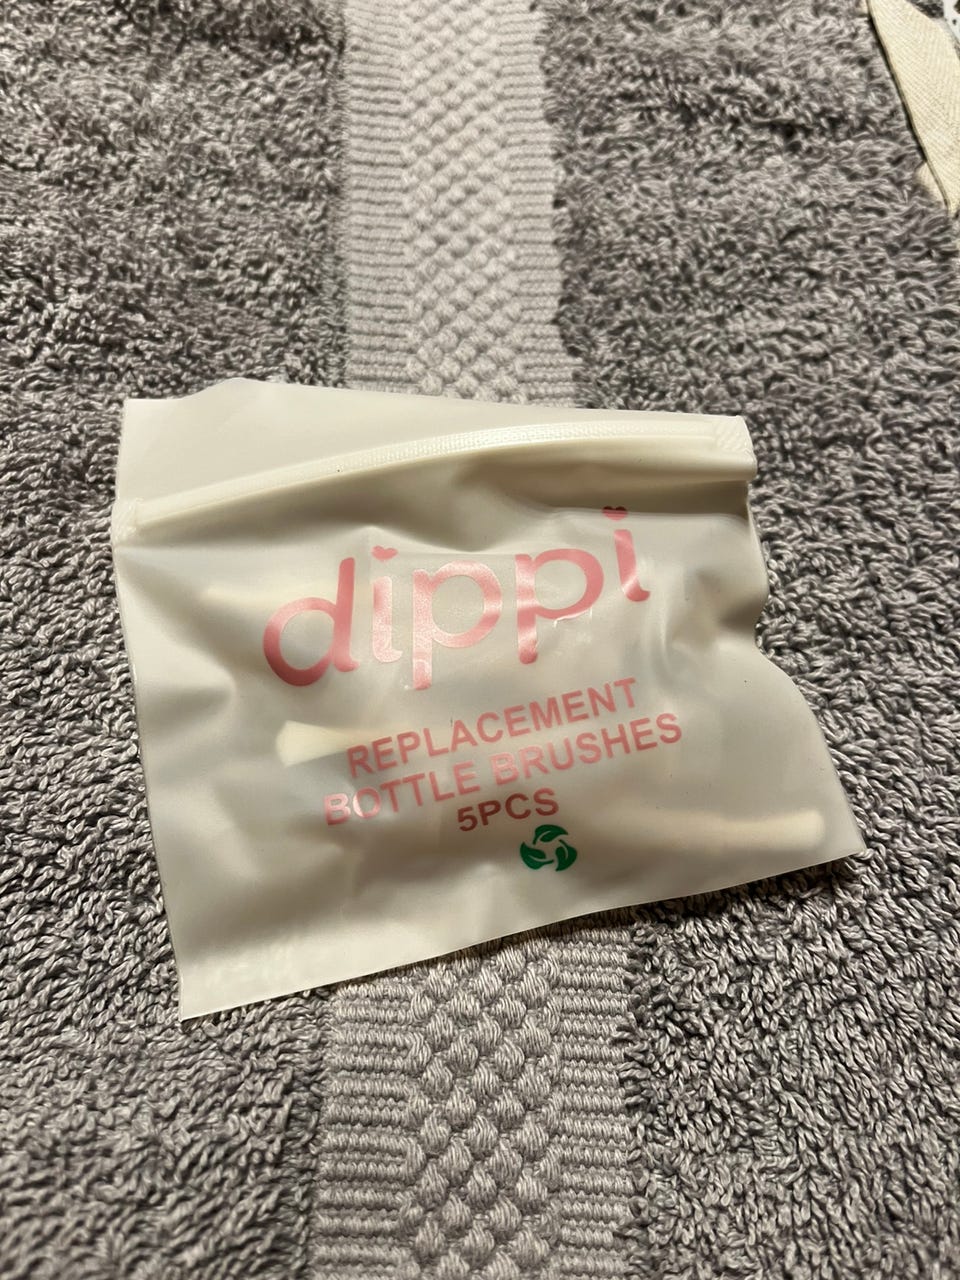 dippi
REPLACEMENT
BOTTLE BRUSHES
5PCS